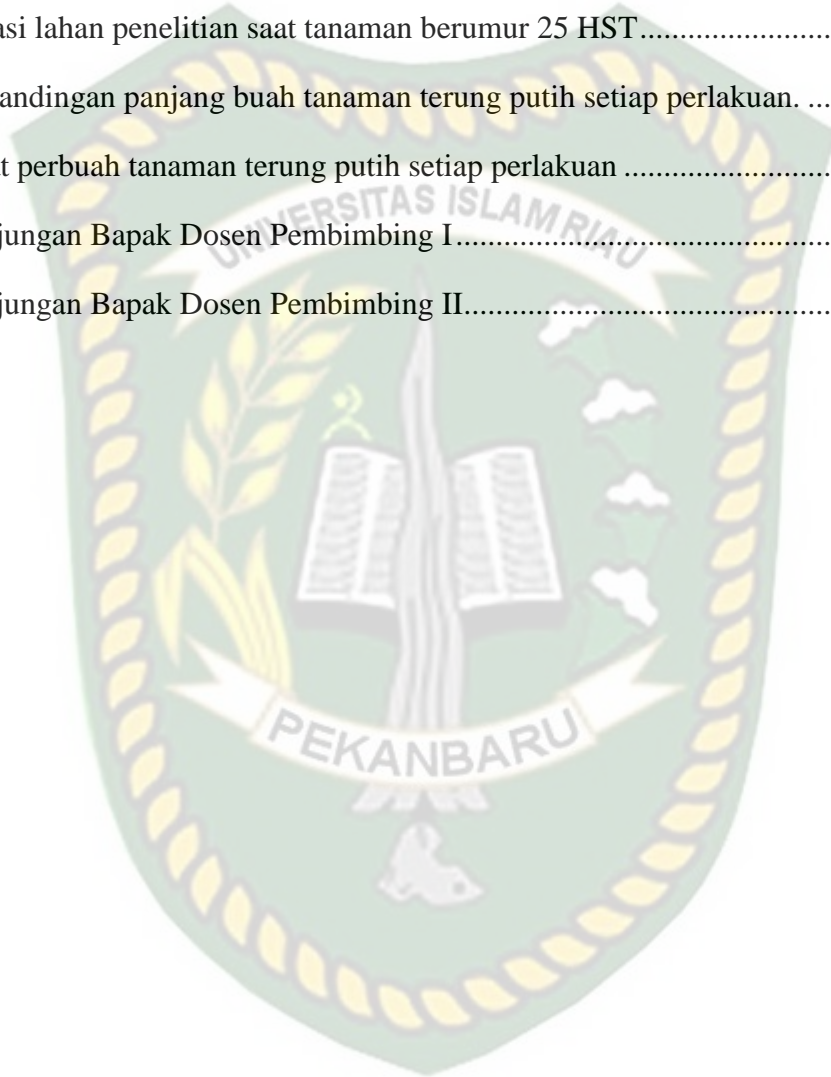 asi lahan penelitian saat tanaman berumur 25 HST........................
andingan panjang buah tanaman terung putih setiap perlakuan. ...
t perbuah tanaman terung putih setiap perlakuan ..........................
jungan Bapak Dosen Pembimbing I..............................................
jungan Bapak Dosen Pembimbing II.............................................
UNIVERSITAS ISLAM RIAU
PEKANBARU